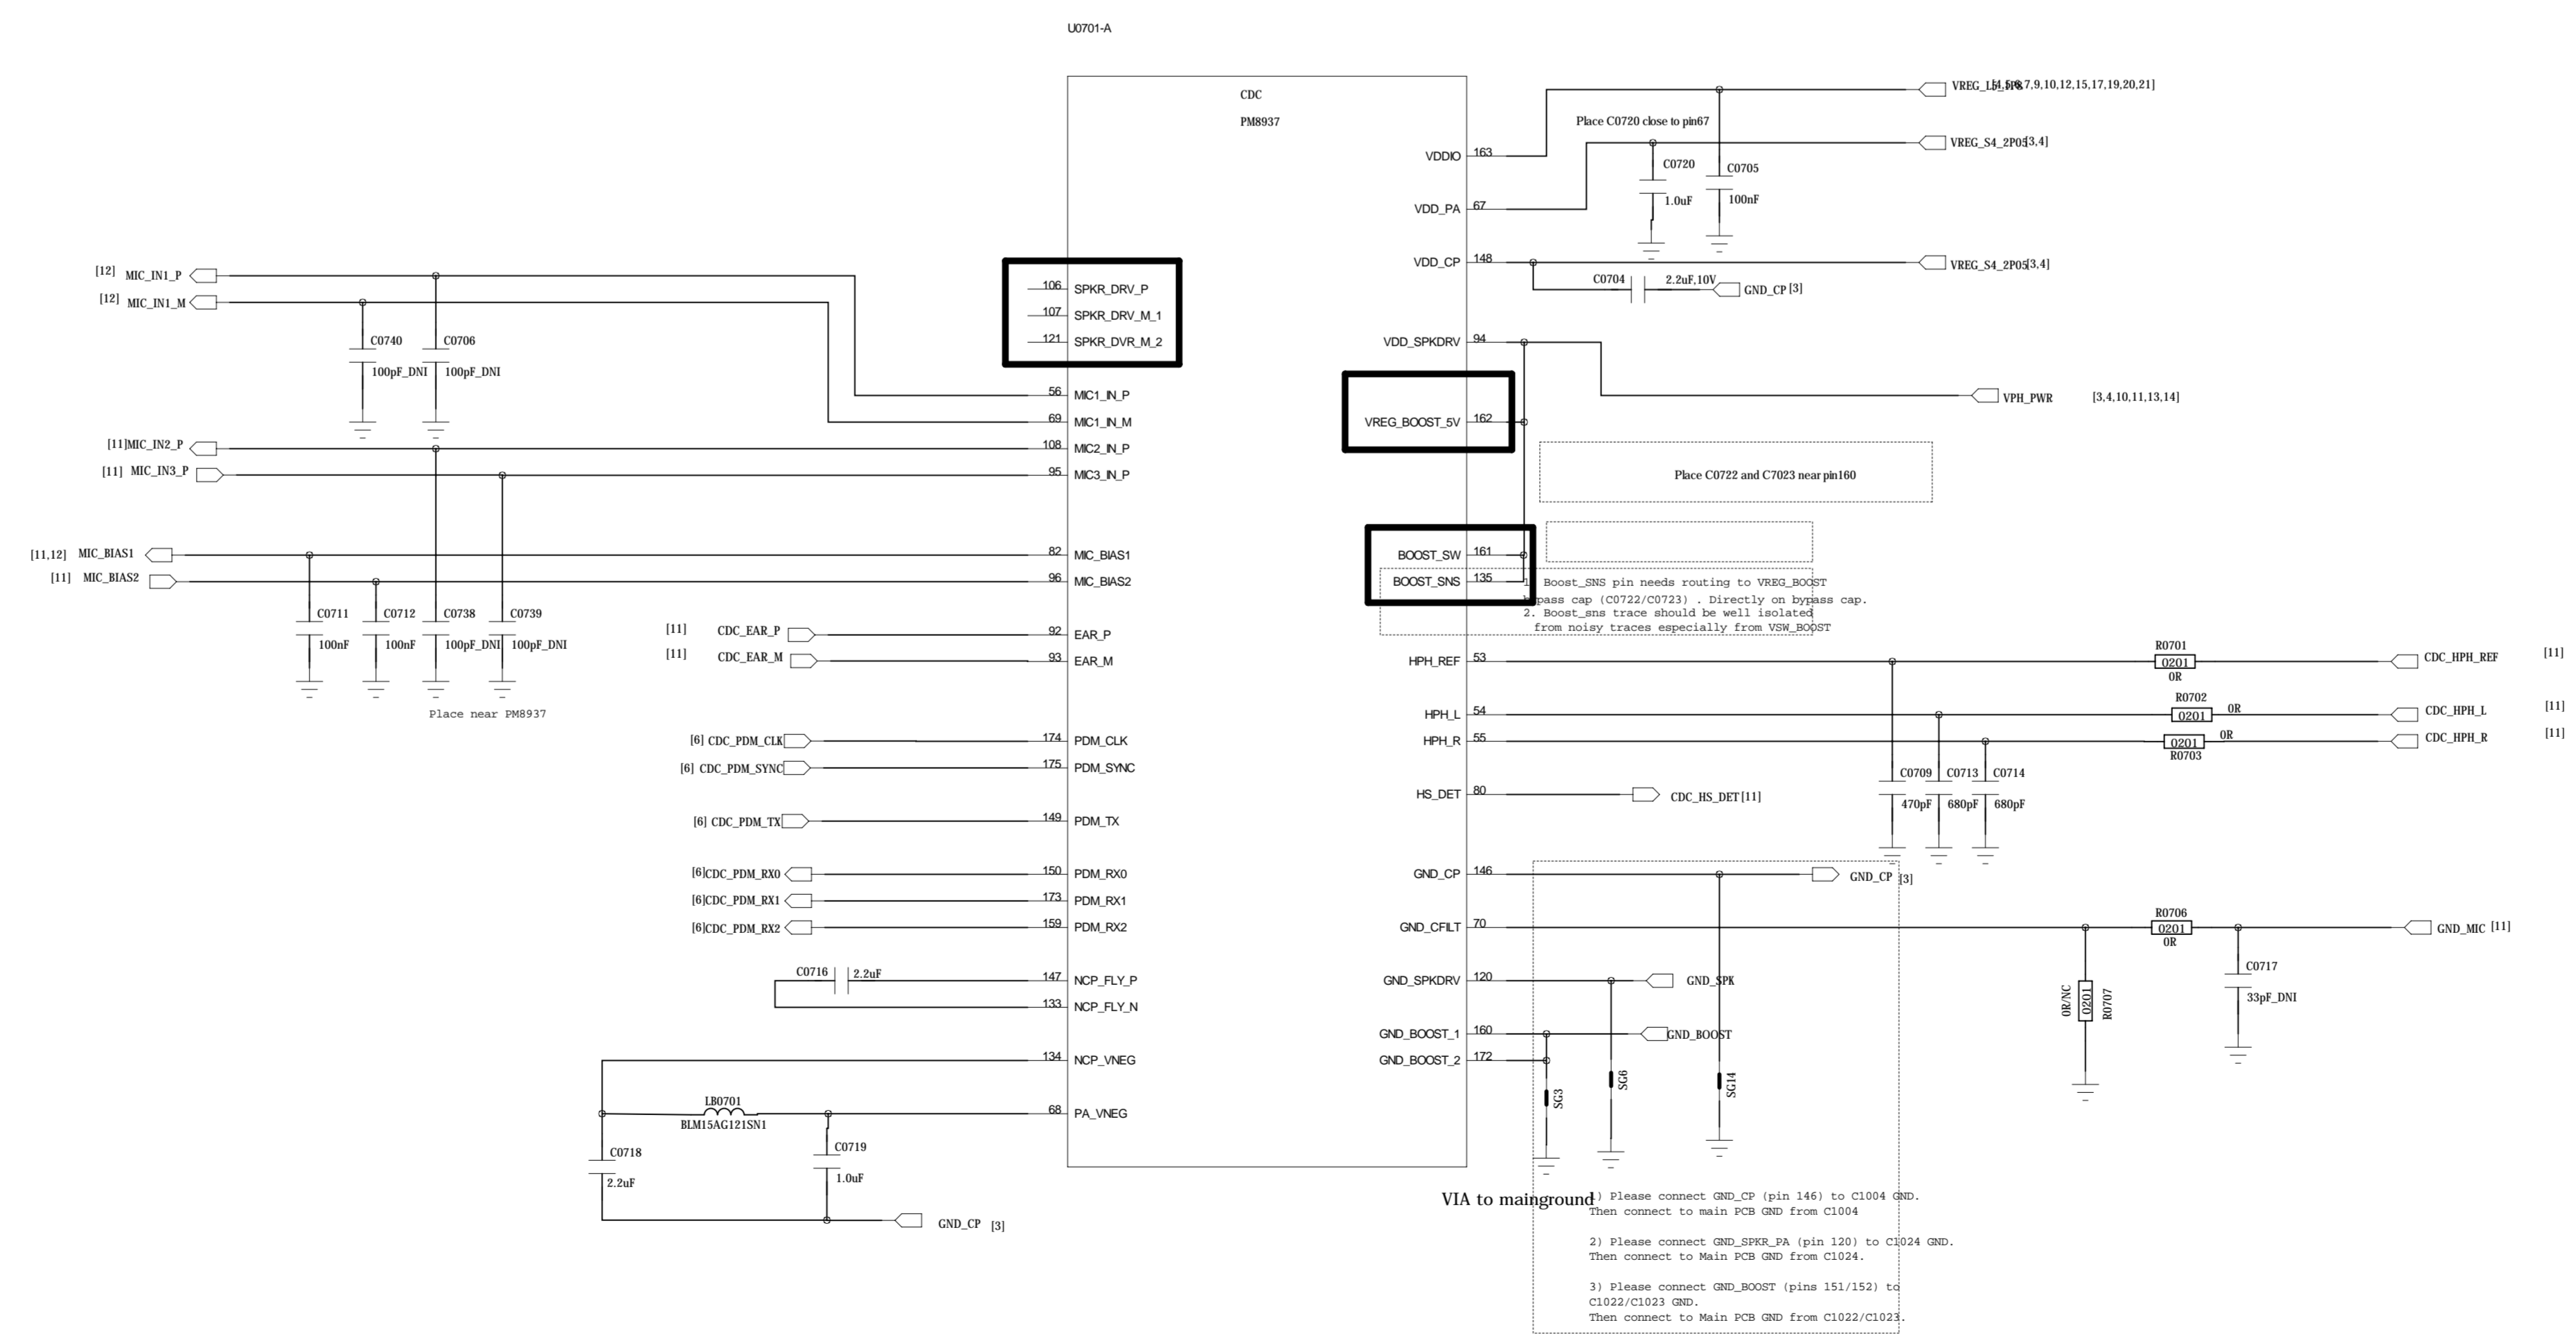 U0701-A
CDC
PM8937
VREG_L5_1P8[4,5,6,7,9,10,12,15,17,19,20,21]
Place C0720 close to pin67
VREG_S4_2P05[3,4]
VDDIO 163
C0720
C0705
1.0uF
100nF
VDD_PA 67
VDD_CP 148
VREG_S4_2P05[3,4]
C0704
2.2uF,10V
GND_CP [3]
[12] MIC_IN1_P
[12] MIC_IN1_M
106 SPKR_DRV_P
107 SPKR_DRV_M_1
121 SPKR_DVR_M_2
C0740
C0706
100pF_DNI
100pF_DNI
VDD_SPKDRV 94
56 MIC1_IN_P
VPH_PWR [3,4,10,11,13,14]
69 MIC1_IN_M
VREG_BOOST_5V 162
[11]MIC_IN2_P
108 MIC2_IN_P
[11] MIC_IN3_P
95 MIC3_IN_P
Place C0722 and C7023 near pin160
[11,12] MIC_BIAS1
82 MIC_BIAS1
BOOST_SW 161
[11] MIC_BIAS2
96 MIC_BIAS2
BOOST_SNS 135
1. Boost_SNS pin needs routing to VREG_BOOST
bypass cap (C0722/C0723) . Directly on bypass cap.
2. Boost_sns trace should be well isolated
from noisy traces especially from VSW_BOOST
C0711
C0712
C0738
C0739
100nF
100nF
100pF_DNI
100pF_DNI
Place near PM8937
[11] CDC_EAR_P
92 EAR_P
[11] CDC_EAR_M
93 EAR_M
HPH_REF 53
R0701
0201
0R
CDC_HPH_REF [11]
HPH_L 54
R0702
0201
0R
CDC_HPH_L [11]
HPH_R 55
0201
0R
R0703
CDC_HPH_R [11]
[6] CDC_PDM_CLK
174 PDM_CLK
[6] CDC_PDM_SYNC
175 PDM_SYNC
C0709
C0713
C0714
470pF
680pF
680pF
HS_DET 80
CDC_HS_DET[11]
[6] CDC_PDM_TX
149 PDM_TX
[6]CDC_PDM_RX0
150 PDM_RX0
[6]CDC_PDM_RX1
173 PDM_RX1
[6]CDC_PDM_RX2
159 PDM_RX2
GND_CP 146
GND_CP [3]
GND_CFILT 70
R0706
0201
0R
GND_MIC [11]
C0717
33pF_DNI
0R/NC
0201
R0707
C0716
2.2uF
147 NCP_FLY_P
133 NCP_FLY_N
GND_SPKDRV 120
GND_SPK
GND_BOOST_1 160
GND_BOOST
GND_BOOST_2 172
SG3
SG6
SG14
134 NCP_VNEG
LB0701
BLM15AG121SN1
68 PA_VNEG
C0718
2.2uF
C0719
1.0uF
GND_CP [3]
VIA to mainground
1) Please connect GND_CP (pin 146) to C1004 GND.
Then connect to main PCB GND from C1004
2) Please connect GND_SPKR_PA (pin 120) to C1024 GND.
Then connect to Main PCB GND from C1024.
3) Please connect GND_BOOST (pins 151/152) to
C1022/C1023 GND.
Then connect to Main PCB GND from C1022/C1023.